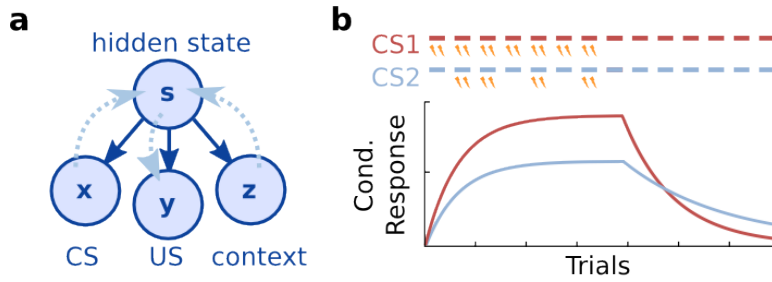 a
hidden state
s
x
y
z
CS
US
context
b
CS1
CS2
Cond.
Response
Trials